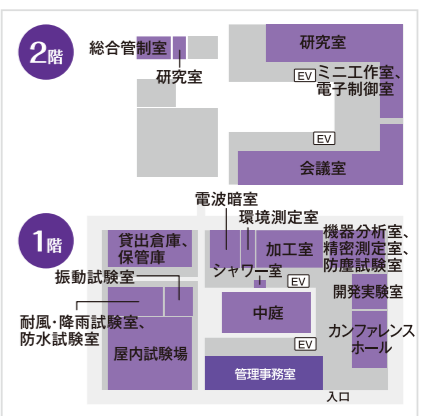 2階
総合管制室
研究室
研究室
EV
ミニ工作室、
電子制御室
EV
会議室
1階
電波暗室
環境測定室
貸出倉庫、
保管庫
加工室
機器分析室、
精密測定室、
防塵試験室
シャワー室
振動試験室
EV
開発実験室
中庭
耐風・降雨試験室、
防水試験室
カンファレンス
ホール
屋内試験場
EV
管理事務室
入口